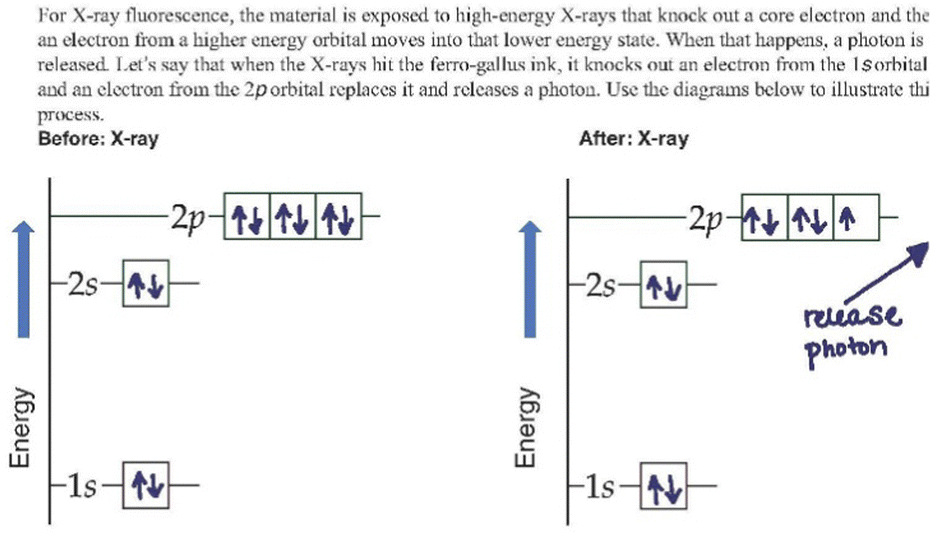 For X-ray fluorescence, the material is exposed to high-energy X-rays that knock out a core electron and the
an electron from a higher energy orbital moves into that lower energy state. When that happens, a photon is
released. Let's say that when the X-rays hit the ferro-gallus ink, it knocks out an electron from the 1s orbital
and an electron from the 2p orbital replaces it and releases a photon. Use the diagrams below to illustrate thi
process.
Before: X-ray
After: X-ray
2p ↑↓ ↑↓ ↑↓
2p ↑↓ ↑↓ ↑
2s ↑↓
2s ↑↓
release
photon
Energy
Energy
1s ↑↓
1s ↑↓